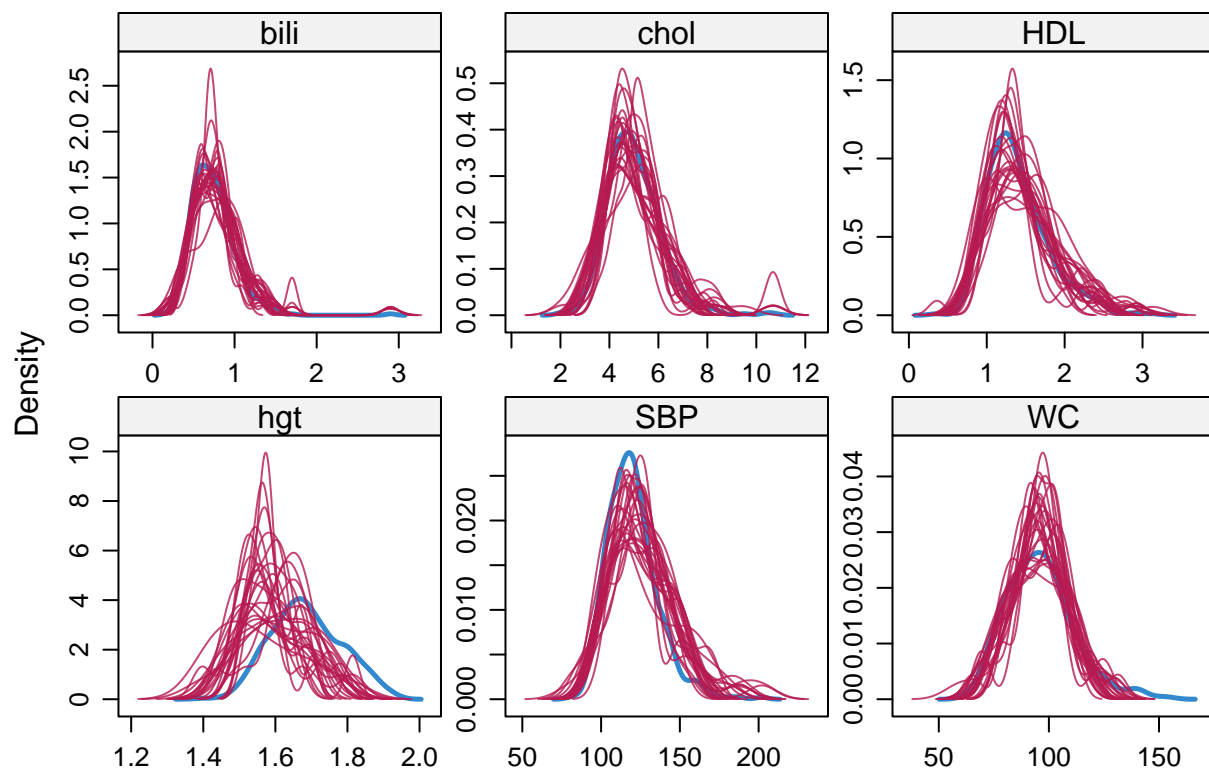 bili
chol
HDL
0.0 0.5 1.0 1.5 2.0 2.5
0.0 0.1 0.2 0.3 0.4 0.5
0.0 0.5 1.0 1.5
0 1 2 3
2 4 6 8 10 12
0 1 2 3
Density
hgt
SBP
WC
0 2 4 6 8 10
0.000 0.010 0.020
0.00 0.01 0.02 0.03 0.04
1.2 1.4 1.6 1.8 2.0
50 100 150 200
50 100 150